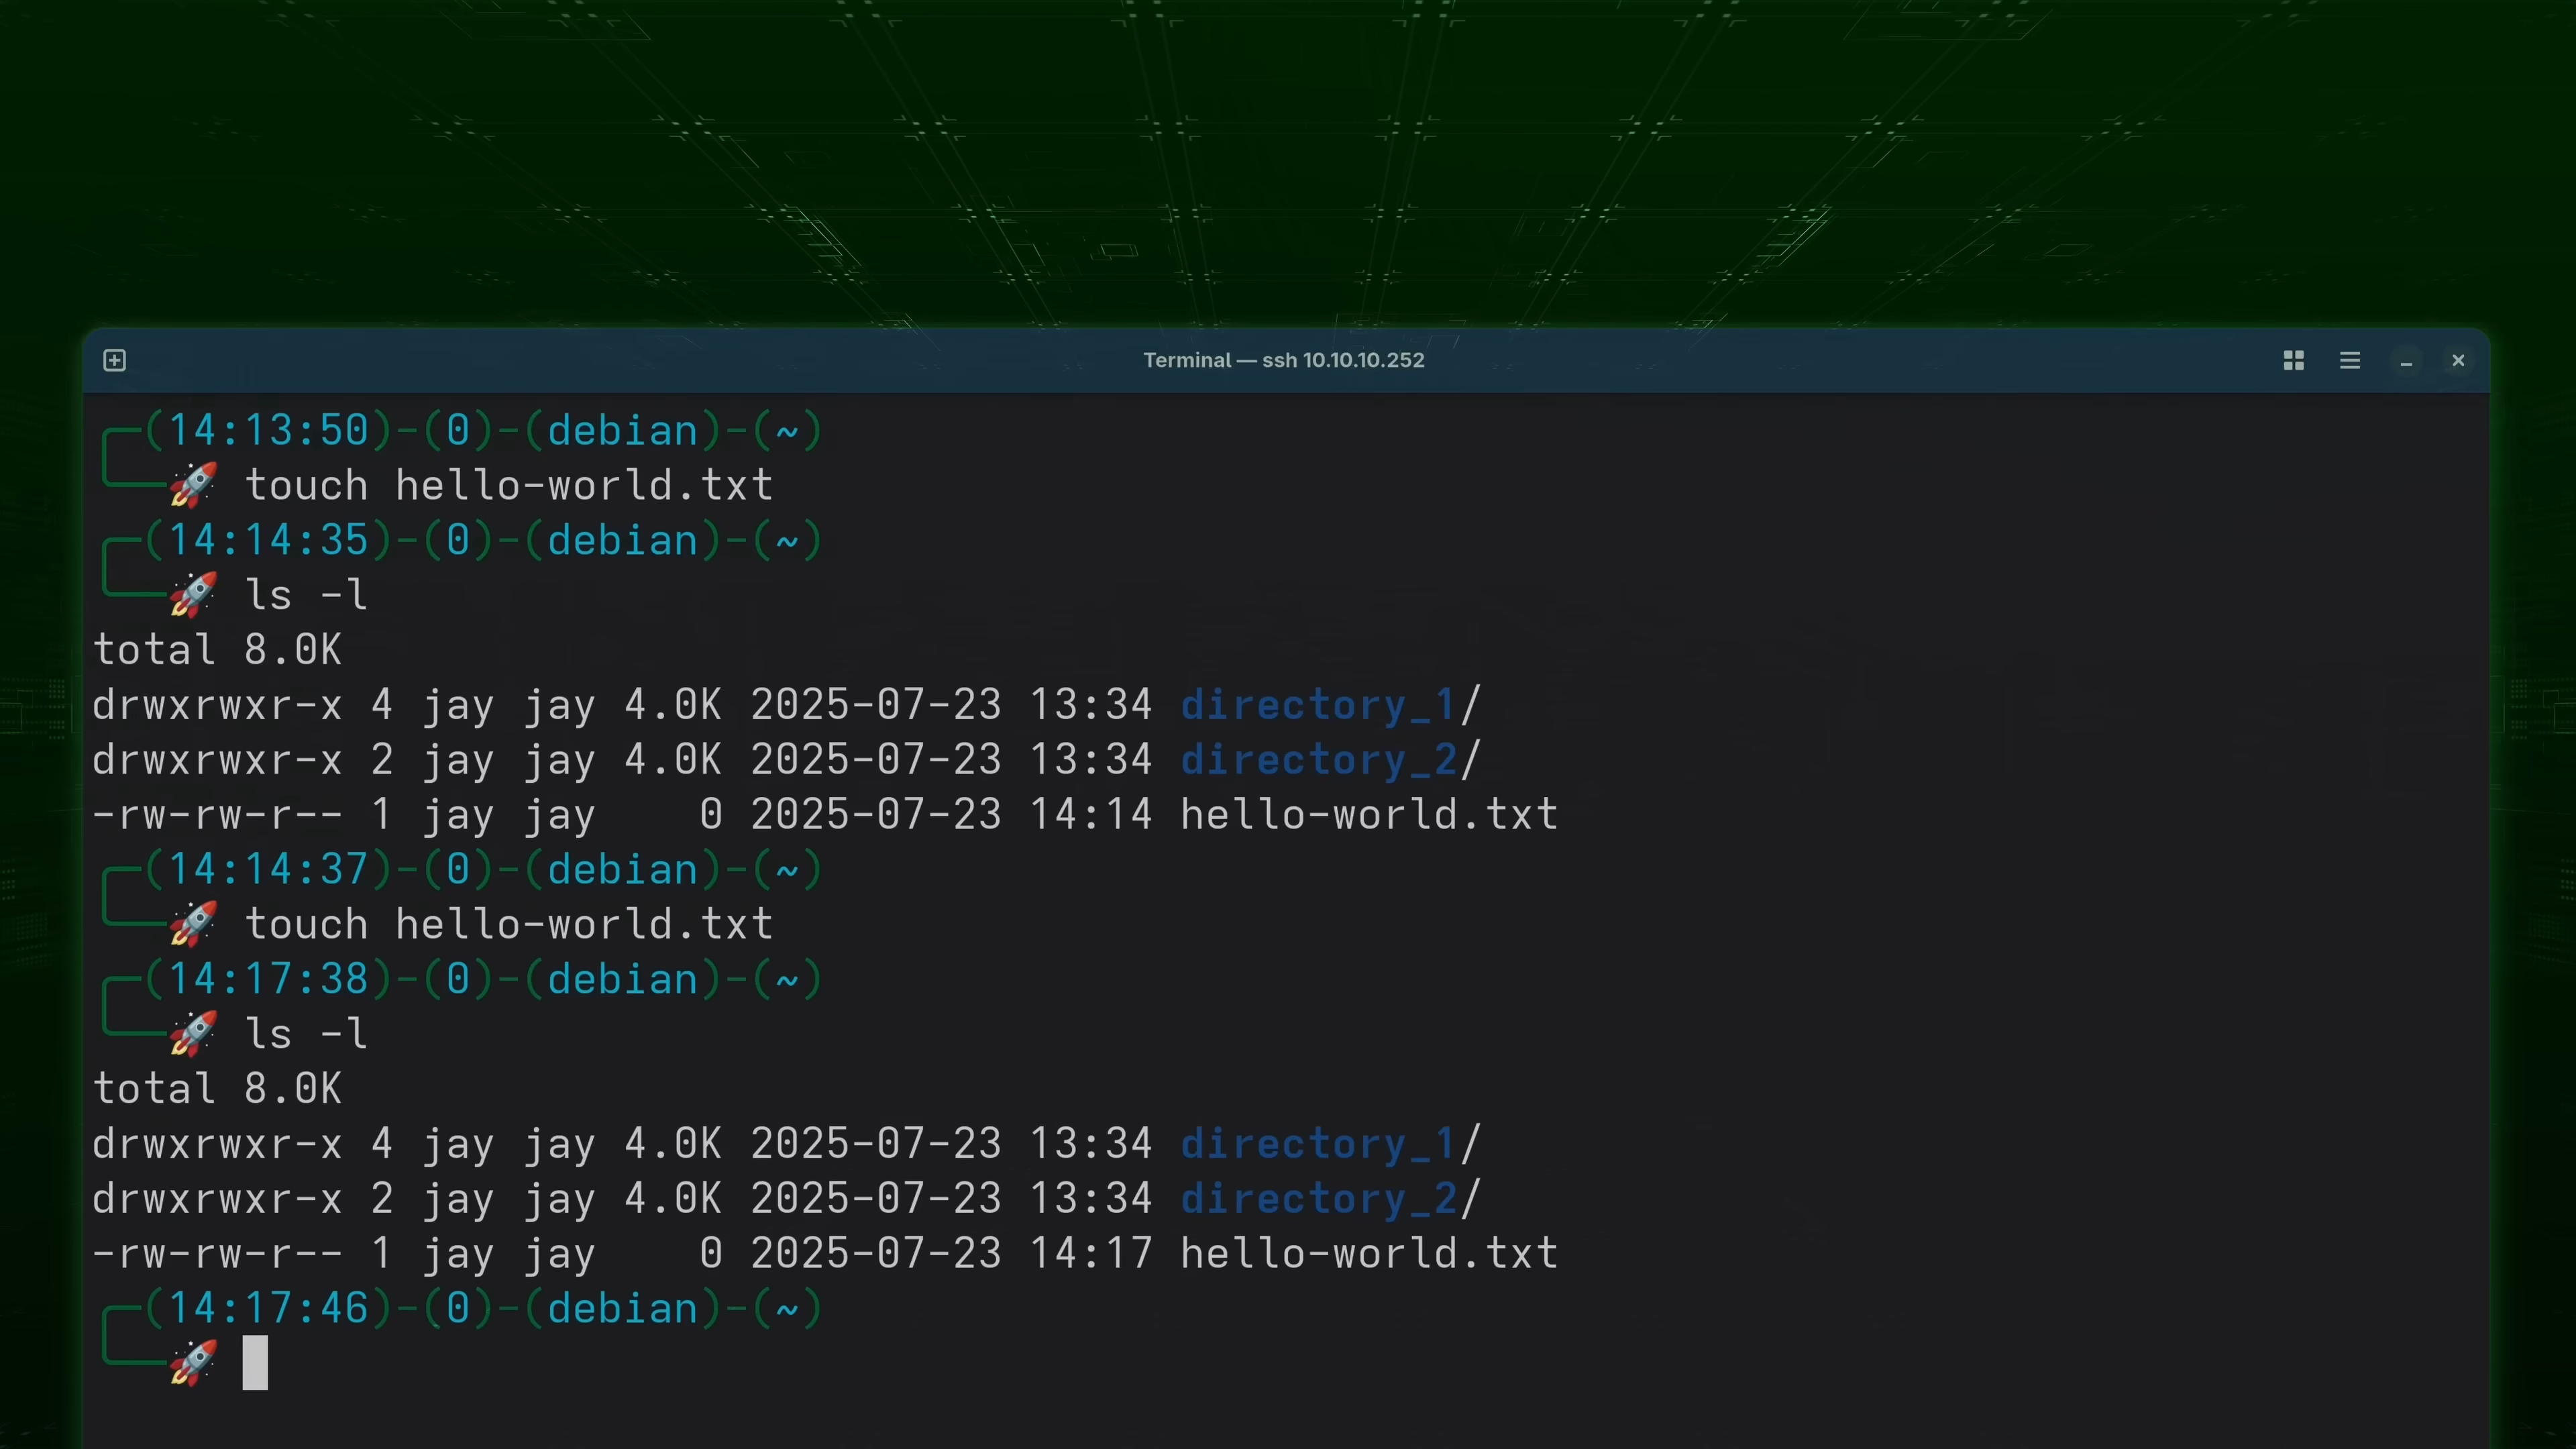 Terminal — ssh 10.10.10.252
(14:13:50)-(0)-(debian)-(~)
🚀 touch hello-world.txt
(14:14:35)-(0)-(debian)-(~)
🚀 ls -l
total 8.0K
drwxrwxr-x 4 jay jay 4.0K 2025-07-23 13:34 directory_1/
drwxrwxr-x 2 jay jay 4.0K 2025-07-23 13:34 directory_2/
-rw-rw-r-- 1 jay jay    0 2025-07-23 14:14 hello-world.txt
(14:14:37)-(0)-(debian)-(~)
🚀 touch hello-world.txt
(14:17:38)-(0)-(debian)-(~)
🚀 ls -l
total 8.0K
drwxrwxr-x 4 jay jay 4.0K 2025-07-23 13:34 directory_1/
drwxrwxr-x 2 jay jay 4.0K 2025-07-23 13:34 directory_2/
-rw-rw-r-- 1 jay jay    0 2025-07-23 14:17 hello-world.txt
(14:17:46)-(0)-(debian)-(~)
🚀